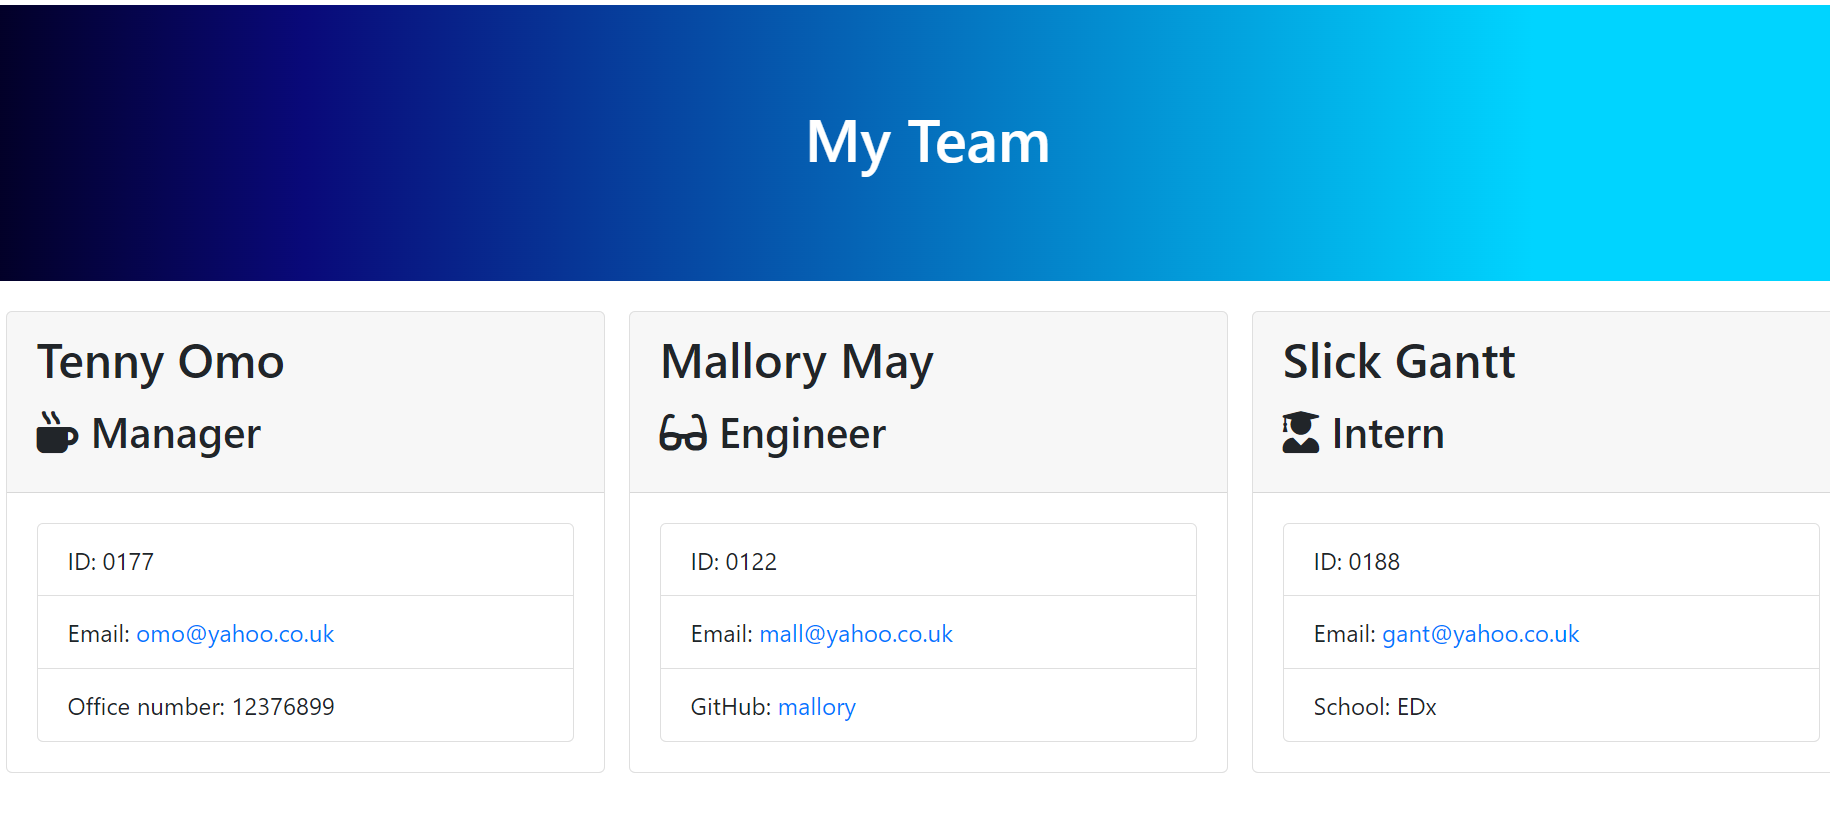 My Team
Tenny Omo
Manager
ID: 0177
Email: omo@yahoo.co.uk
Office number: 12376899
Mallory May
Engineer
ID: 0122
Email: mall@yahoo.co.uk
GitHub: mallory
Slick Gantt
Intern
ID: 0188
Email: gant@yahoo.co.uk
School: EDx